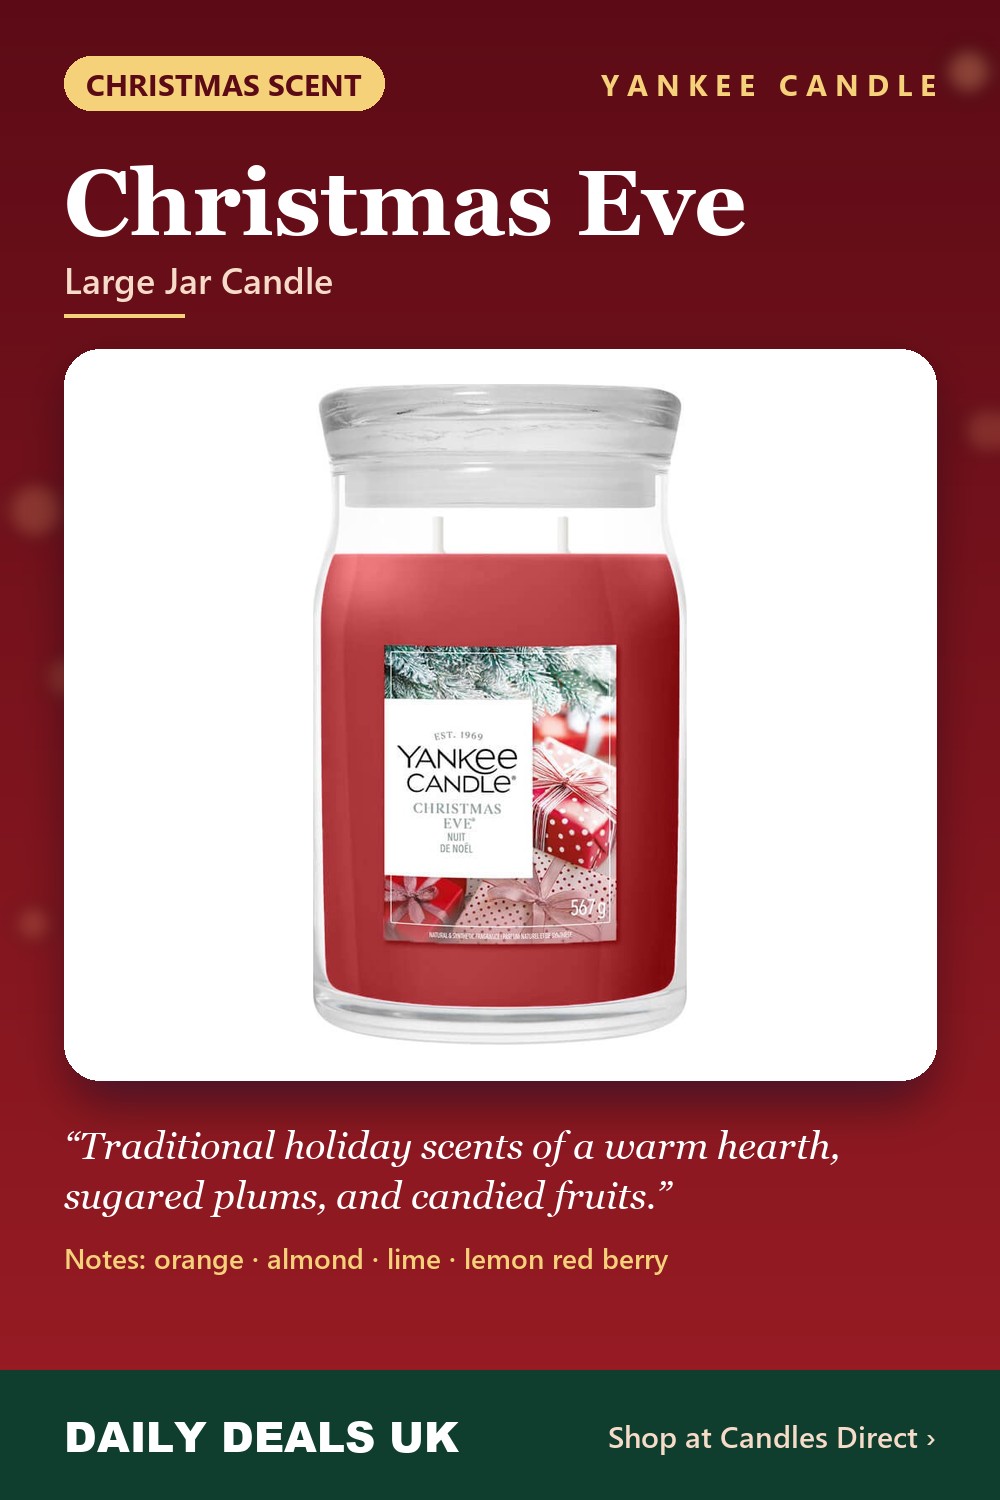 CHRISTMAS SCENT
YANKEE CANDLE
Christmas Eve
Large Jar Candle
EST. 1969
YANKEE
CANDLE®
CHRISTMAS
EVE®
NUIT
DE NOËL
567g
“Traditional holiday scents of a warm hearth,
sugared plums, and candied fruits.”
Notes: orange · almond · lime · lemon red berry
DAILY DEALS UK
Shop at Candles Direct ›